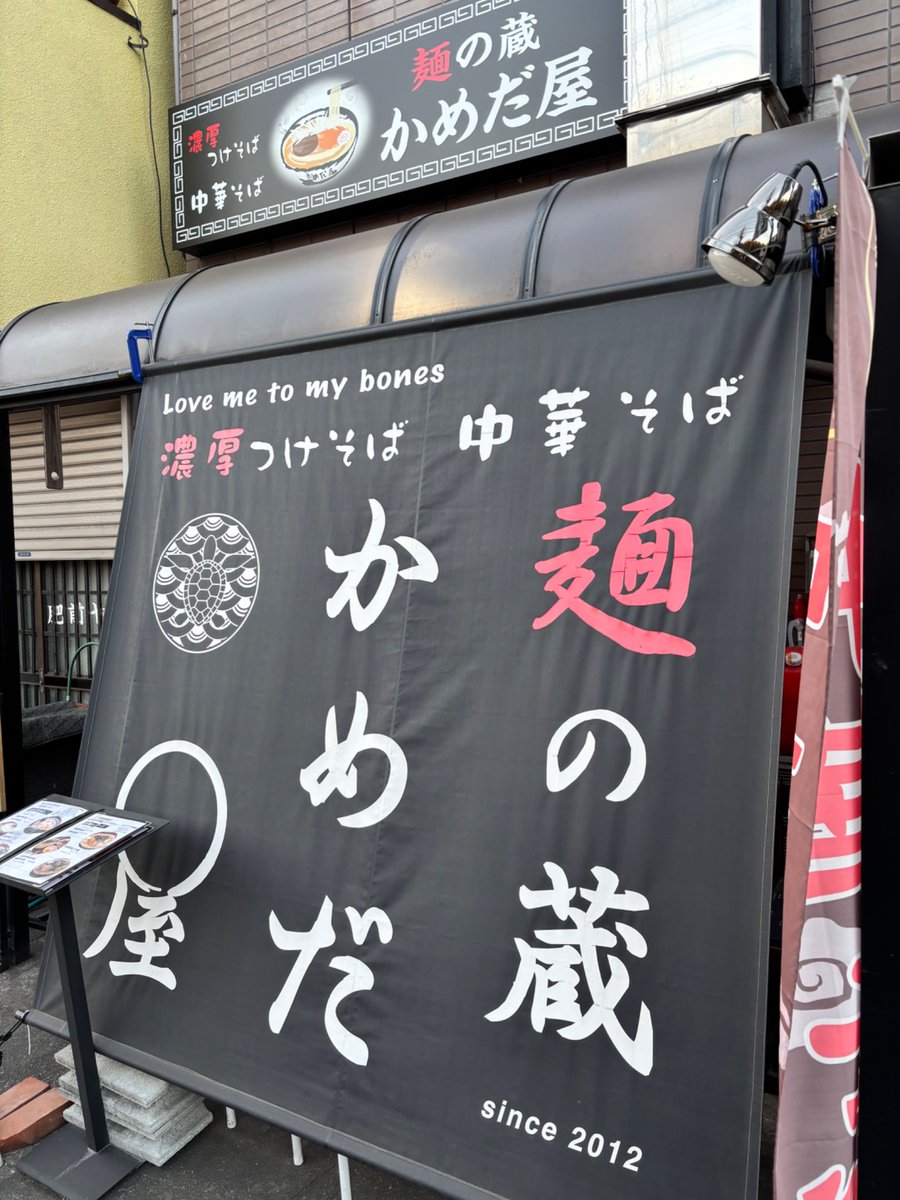 麺の蔵
かめだ屋
濃厚
つけそば
中華そば
Love me to my bones
濃厚つけそば 中華そば
麺の蔵
かめだ
屋
since 2012